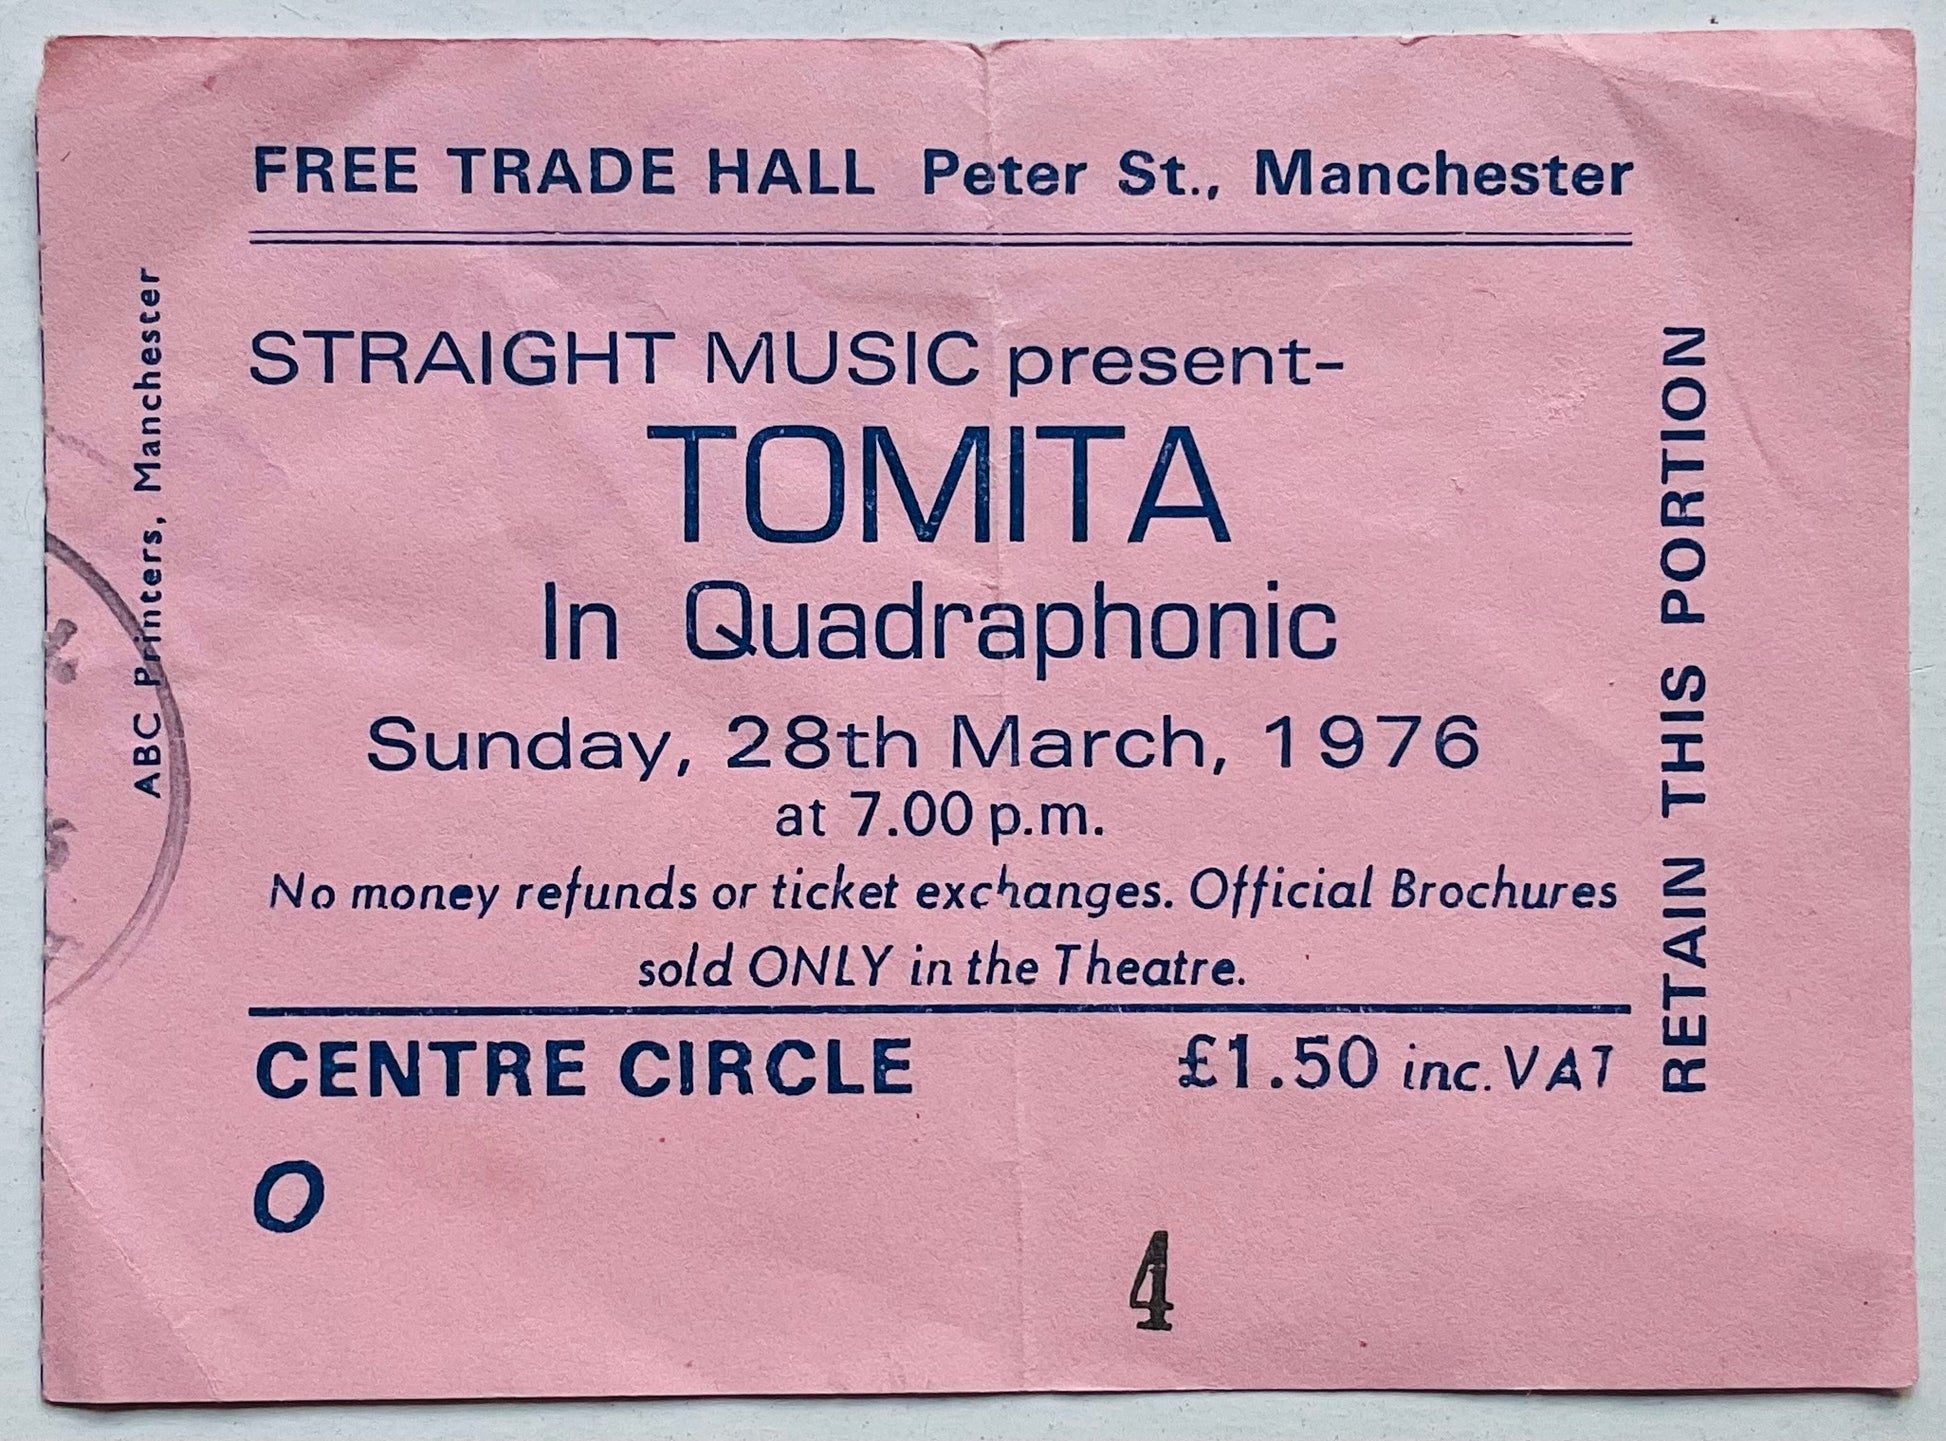 FREE TRADE HALL Peter St., Manchester
STRAIGHT MUSIC present-
TOMITA
In Quadraphonic
Sunday, 28th March, 1976
at 7.00 p.m.
No money refunds or ticket exchanges. Official Brochures
sold ONLY in the Theatre.
CENTRE CIRCLE £1.50 inc. VAT
O
4
ABC Printers, Manchester
RETAIN THIS PORTION